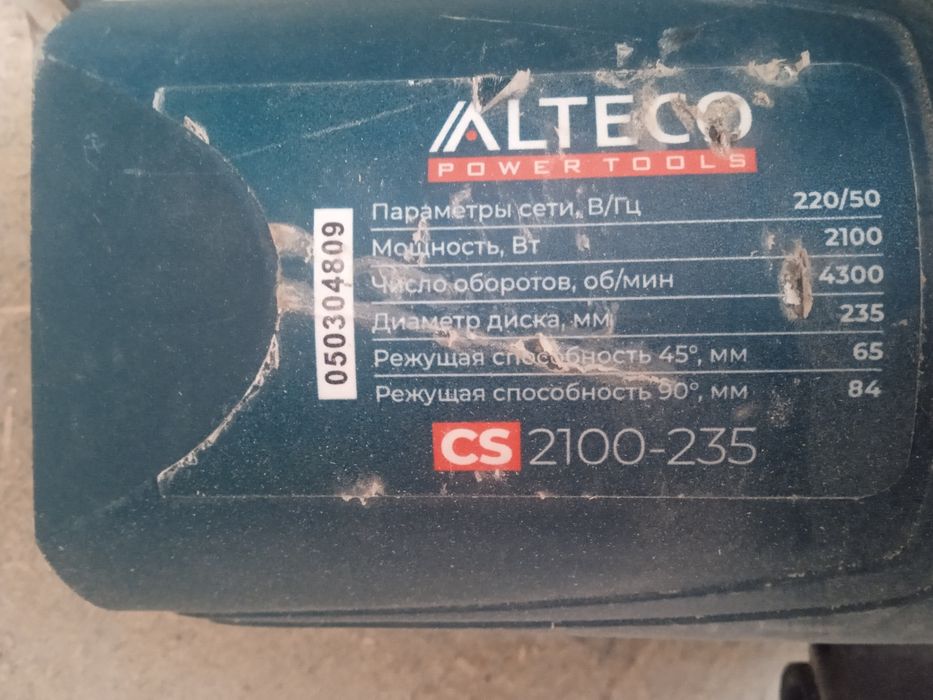 ALTECO
POWER TOOLS
Параметры сети, В/Гц 220/50
Мощность, Вт 2100
Число оборотов, об/мин 4300
Диаметр диска, мм 235
Режущая способность 45°, мм 65
Режущая способность 90°, мм 84
CS 2100-235
050304809